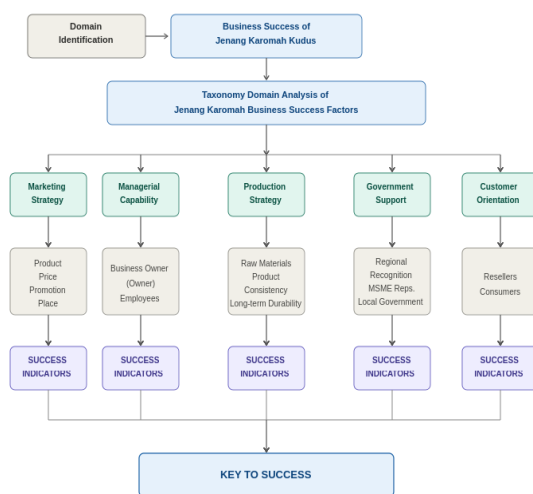 Domain
Identification
Business Success of
Jenang Karomah Kudus
Taxonomy Domain Analysis of
Jenang Karomah Business Success Factors
Marketing
Strategy
Managerial
Capability
Production
Strategy
Government
Support
Customer
Orientation
Product
Price
Promotion
Place
Business Owner
(Owner)
Employees
Raw Materials
Product
Consistency
Long-term Durability
Regional
Recognition
MSME Reps.
Local Government
Resellers
Consumers
SUCCESS
INDICATORS
SUCCESS
INDICATORS
SUCCESS
INDICATORS
SUCCESS
INDICATORS
SUCCESS
INDICATORS
KEY TO SUCCESS